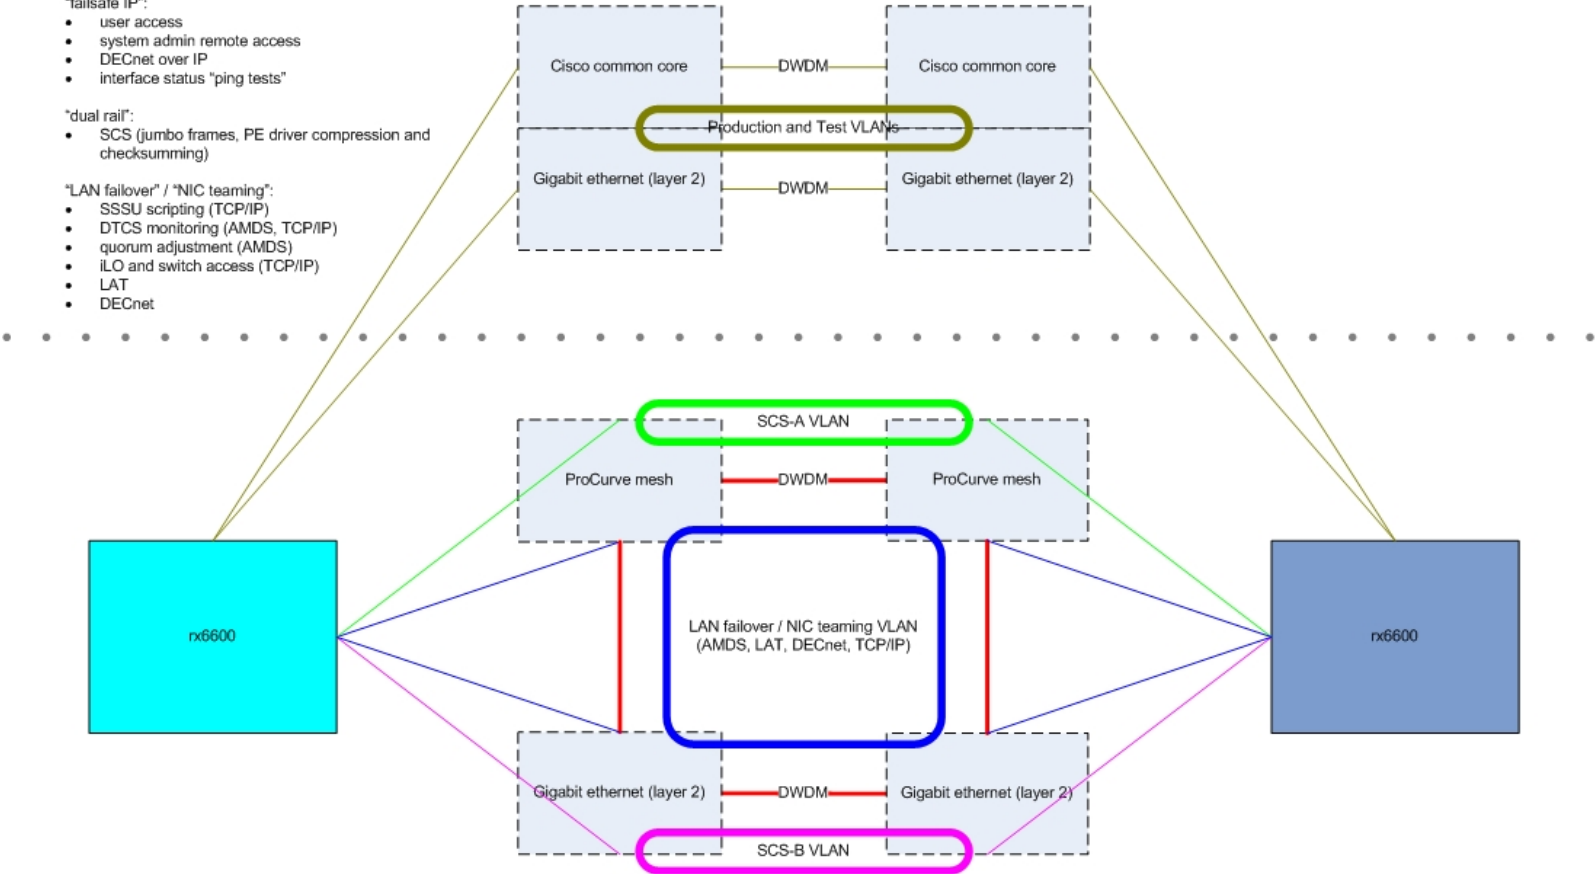 "failsafe IP":
• user access
• system admin remote access
• DECnet over IP
• interface status “ping tests”
“dual rail”:
• SCS (jumbo frames, PE driver compression and
checksumming)
“LAN failover” / “NIC teaming”:
• SSSU scripting (TCP/IP)
• DTCS monitoring (AMDS, TCP/IP)
• quorum adjustment (AMDS)
• iLO and switch access (TCP/IP)
• LAT
• DECnet
Cisco common core
DWDM
Cisco common core
Production and Test VLANs
Gigabit ethernet (layer 2)
DWDM
Gigabit ethernet (layer 2)
SCS-A VLAN
ProCurve mesh
DWDM
ProCurve mesh
rx6600
LAN failover / NIC teaming VLAN
(AMDS, LAT, DECnet, TCP/IP)
rx6600
Gigabit ethernet (layer 2)
DWDM
Gigabit ethernet (layer 2)
SCS-B VLAN